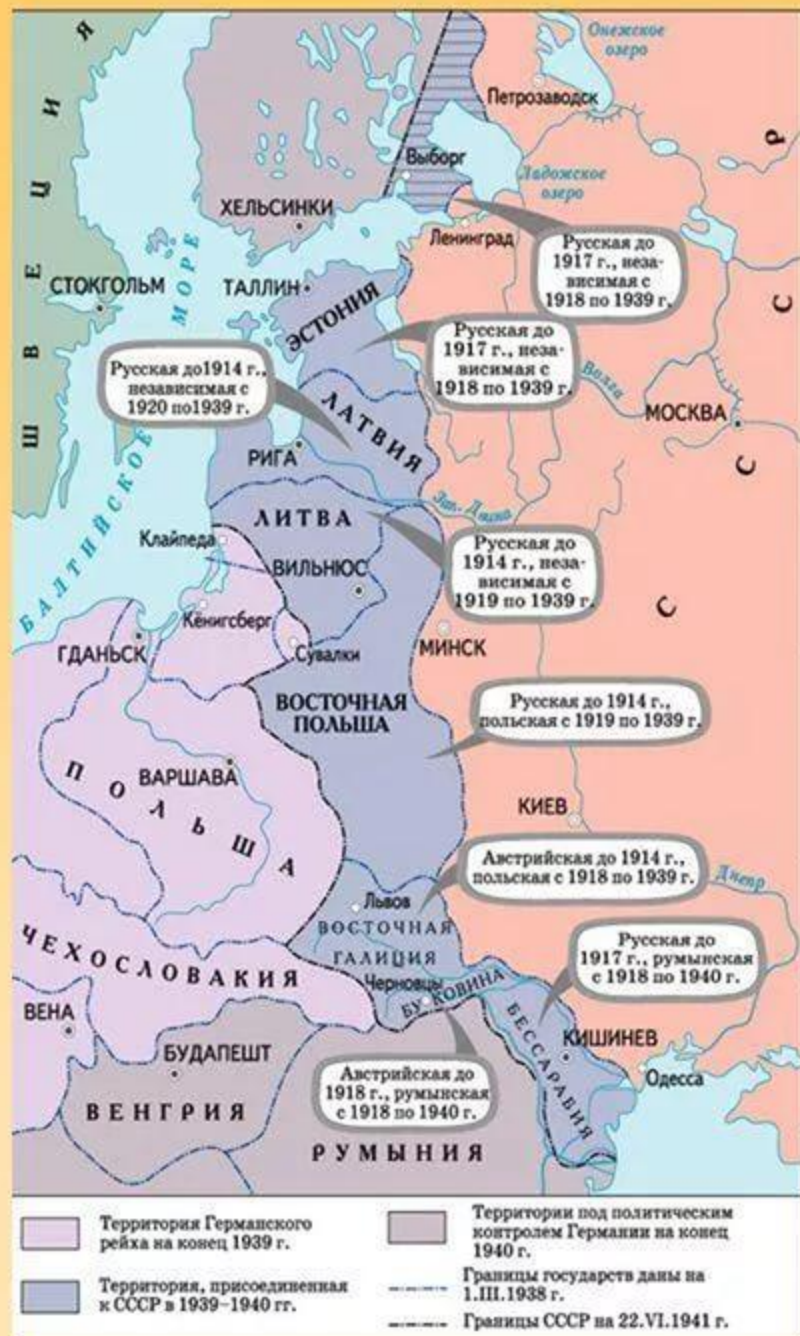 Онежское
озеро
Петрозаводск
Выборг
Ладожское
озеро
ХЕЛЬСИНКИ
Ленинград
Русская до
1917 г., неза-
висимая с
1918 по 1939 г.
ШВЕЦИЯ
СТОКГОЛЬМ
ТАЛЛИН
ЭСТОНИЯ
Русская до
1917 г., неза-
висимая с
1918 по 1939 г.
Русская до1914 г.,
независимая с
1920 по1939 г.
ЛАТВИЯ
Волга
МОСКВА
СССР
РИГА
БАЛТИЙСКОЕ МОРЕ
Зап. Двина
ЛИТВА
Клайпеда
ВИЛЬНЮС
Русская до
1914 г., неза-
висимая с
1919 по 1939 г.
Кёнигсберг
ГДАНЬСК
Сувалки
МИНСК
ВОСТОЧНАЯ
ПОЛЬША
Русская до 1914 г.,
польская с 1919 по 1939 г.
ВАРШАВА
ПОЛЬША
КИЕВ
Австрийская до 1914 г.,
польская с 1918 по 1939 г.
Днепр
Львов
ВОСТОЧНАЯ
ГАЛИЦИЯ
Русская до
1917 г., румынская
с 1918 по 1940 г.
ЧЕХОСЛОВАКИЯ
Черновцы
БУКОВИНА
БЕССАРАБИЯ
ВЕНА
КИШИНЕВ
БУДАПЕШТ
Одесса
Австрийская до
1918 г., румынская
с 1918 по 1940 г.
ВЕНГРИЯ
РУМЫНИЯ
Территория Германского
рейха на конец 1939 г.
Территория, присоединенная
к СССР в 1939–1940 гг.
Территории под политическим
контролем Германии на конец
1940 г.
Границы государств даны на
1.III.1938 г.
Границы СССР на 22.VI.1941 г.